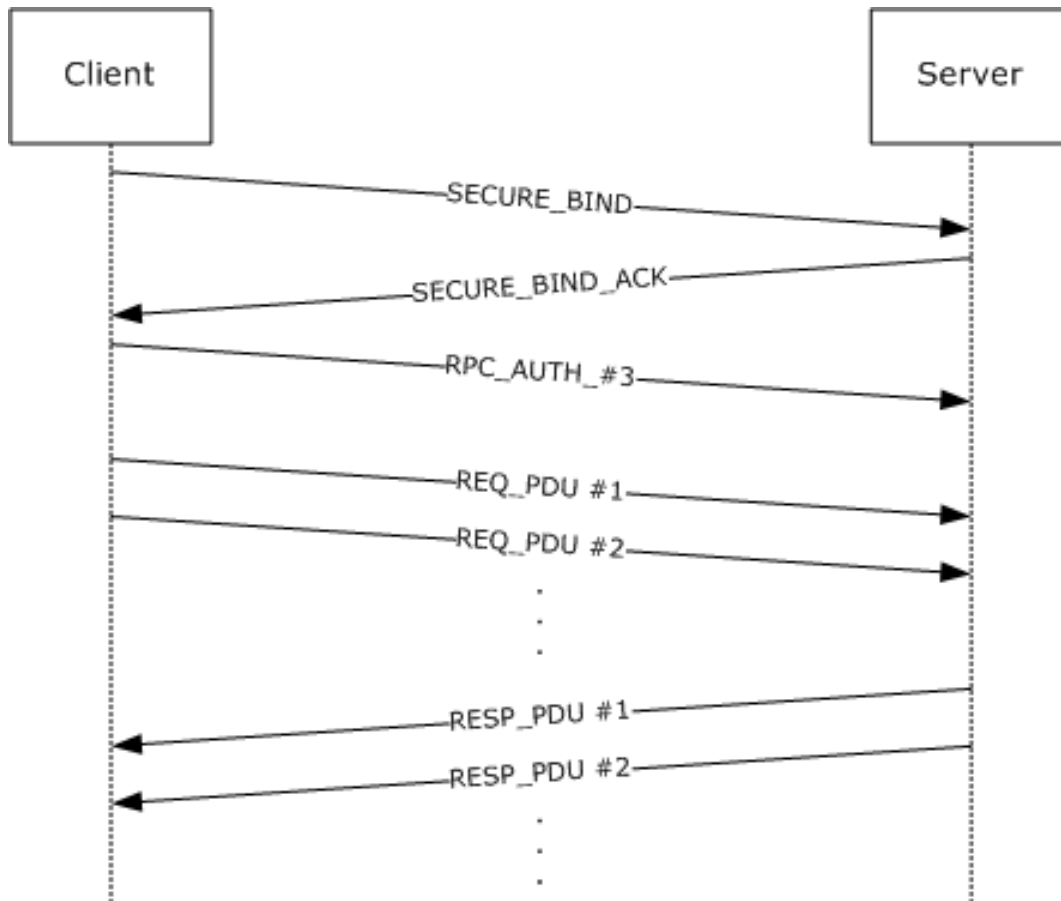 Client
Server
SECURE_BIND
SECURE_BIND_ACK
RPC_AUTH_#3
REQ_PDU #1
REQ_PDU #2
RESP_PDU #1
RESP_PDU #2